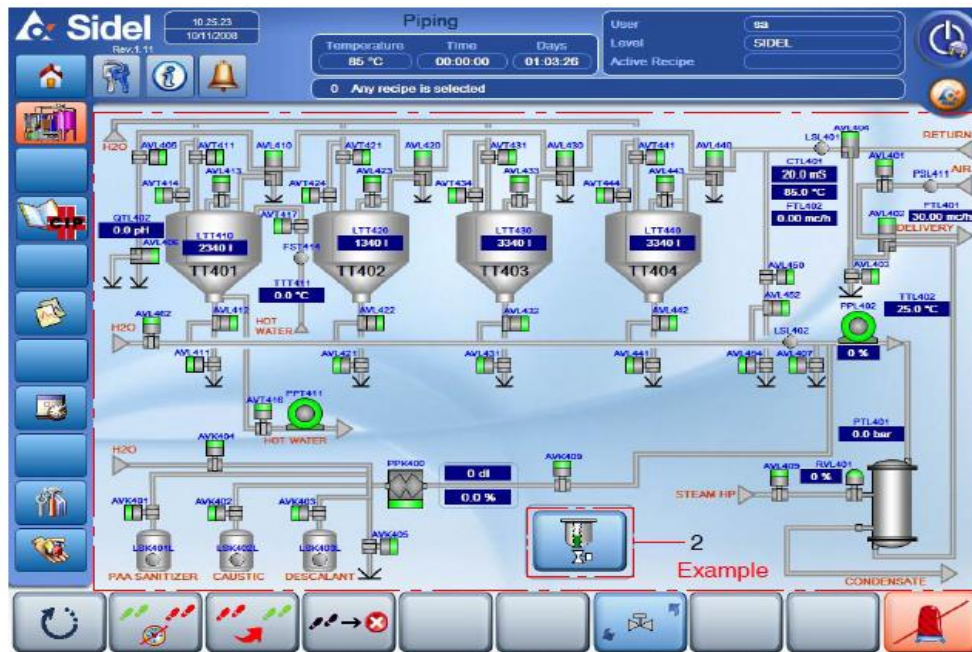 Sidel
Rev.1.11
10.25.23
10/11/2008
Piping
Temperature Time Days
85 °C 00:00:00 01:03:26
0 Any recipe is selected
User sa
Level SIDEL
Active Recipe
CIP
H2O
AVL405 AVT411 AVL410 AVT421 AVL420 AVT431 AVL430 AVT441 AVL440 LSL401 AVL404 RETURN
AVT414 AVL413 AVT424 AVL423 AVT434 AVT444 AVL443
CTL401
20.0 mS
85.0 °C
FTL402
0.00 mc/h
AVL401
AIR
PSL411
FTL401
30.00 mc/h
AVL402
DELIVERY
AVL403
QTL402
0.0 pH
AVL406
AVT417
FST414
LTT410
2340 l
TT401
LTT420
1340 l
TT402
LTT430
3340 l
TT403
LTT440
3340 l
TT404
TTT411
0.0 °C
HOT WATER
AVL450
AVL452
TTL402
25.0 °C
PPL402
0 %
LSL402
H2O
AVL462 AVL412 AVL422 AVL432 AVL442
AVL411 AVL421 AVL431 AVL441 AVL454 AVL407
AVT416 PPT411
HOT WATER
PTL401
0.0 bar
H2O
AVK404
PPK400
0 dl
0.0 %
AVK409
AVL409 RVL401
0 %
STEAM HP
AVK401 AVK402 AVK403
AVK405
LSK401L LSK402L LSK403L
PAA SANITIZER CAUSTIC DESCALANT
2
Example
CONDENSATE